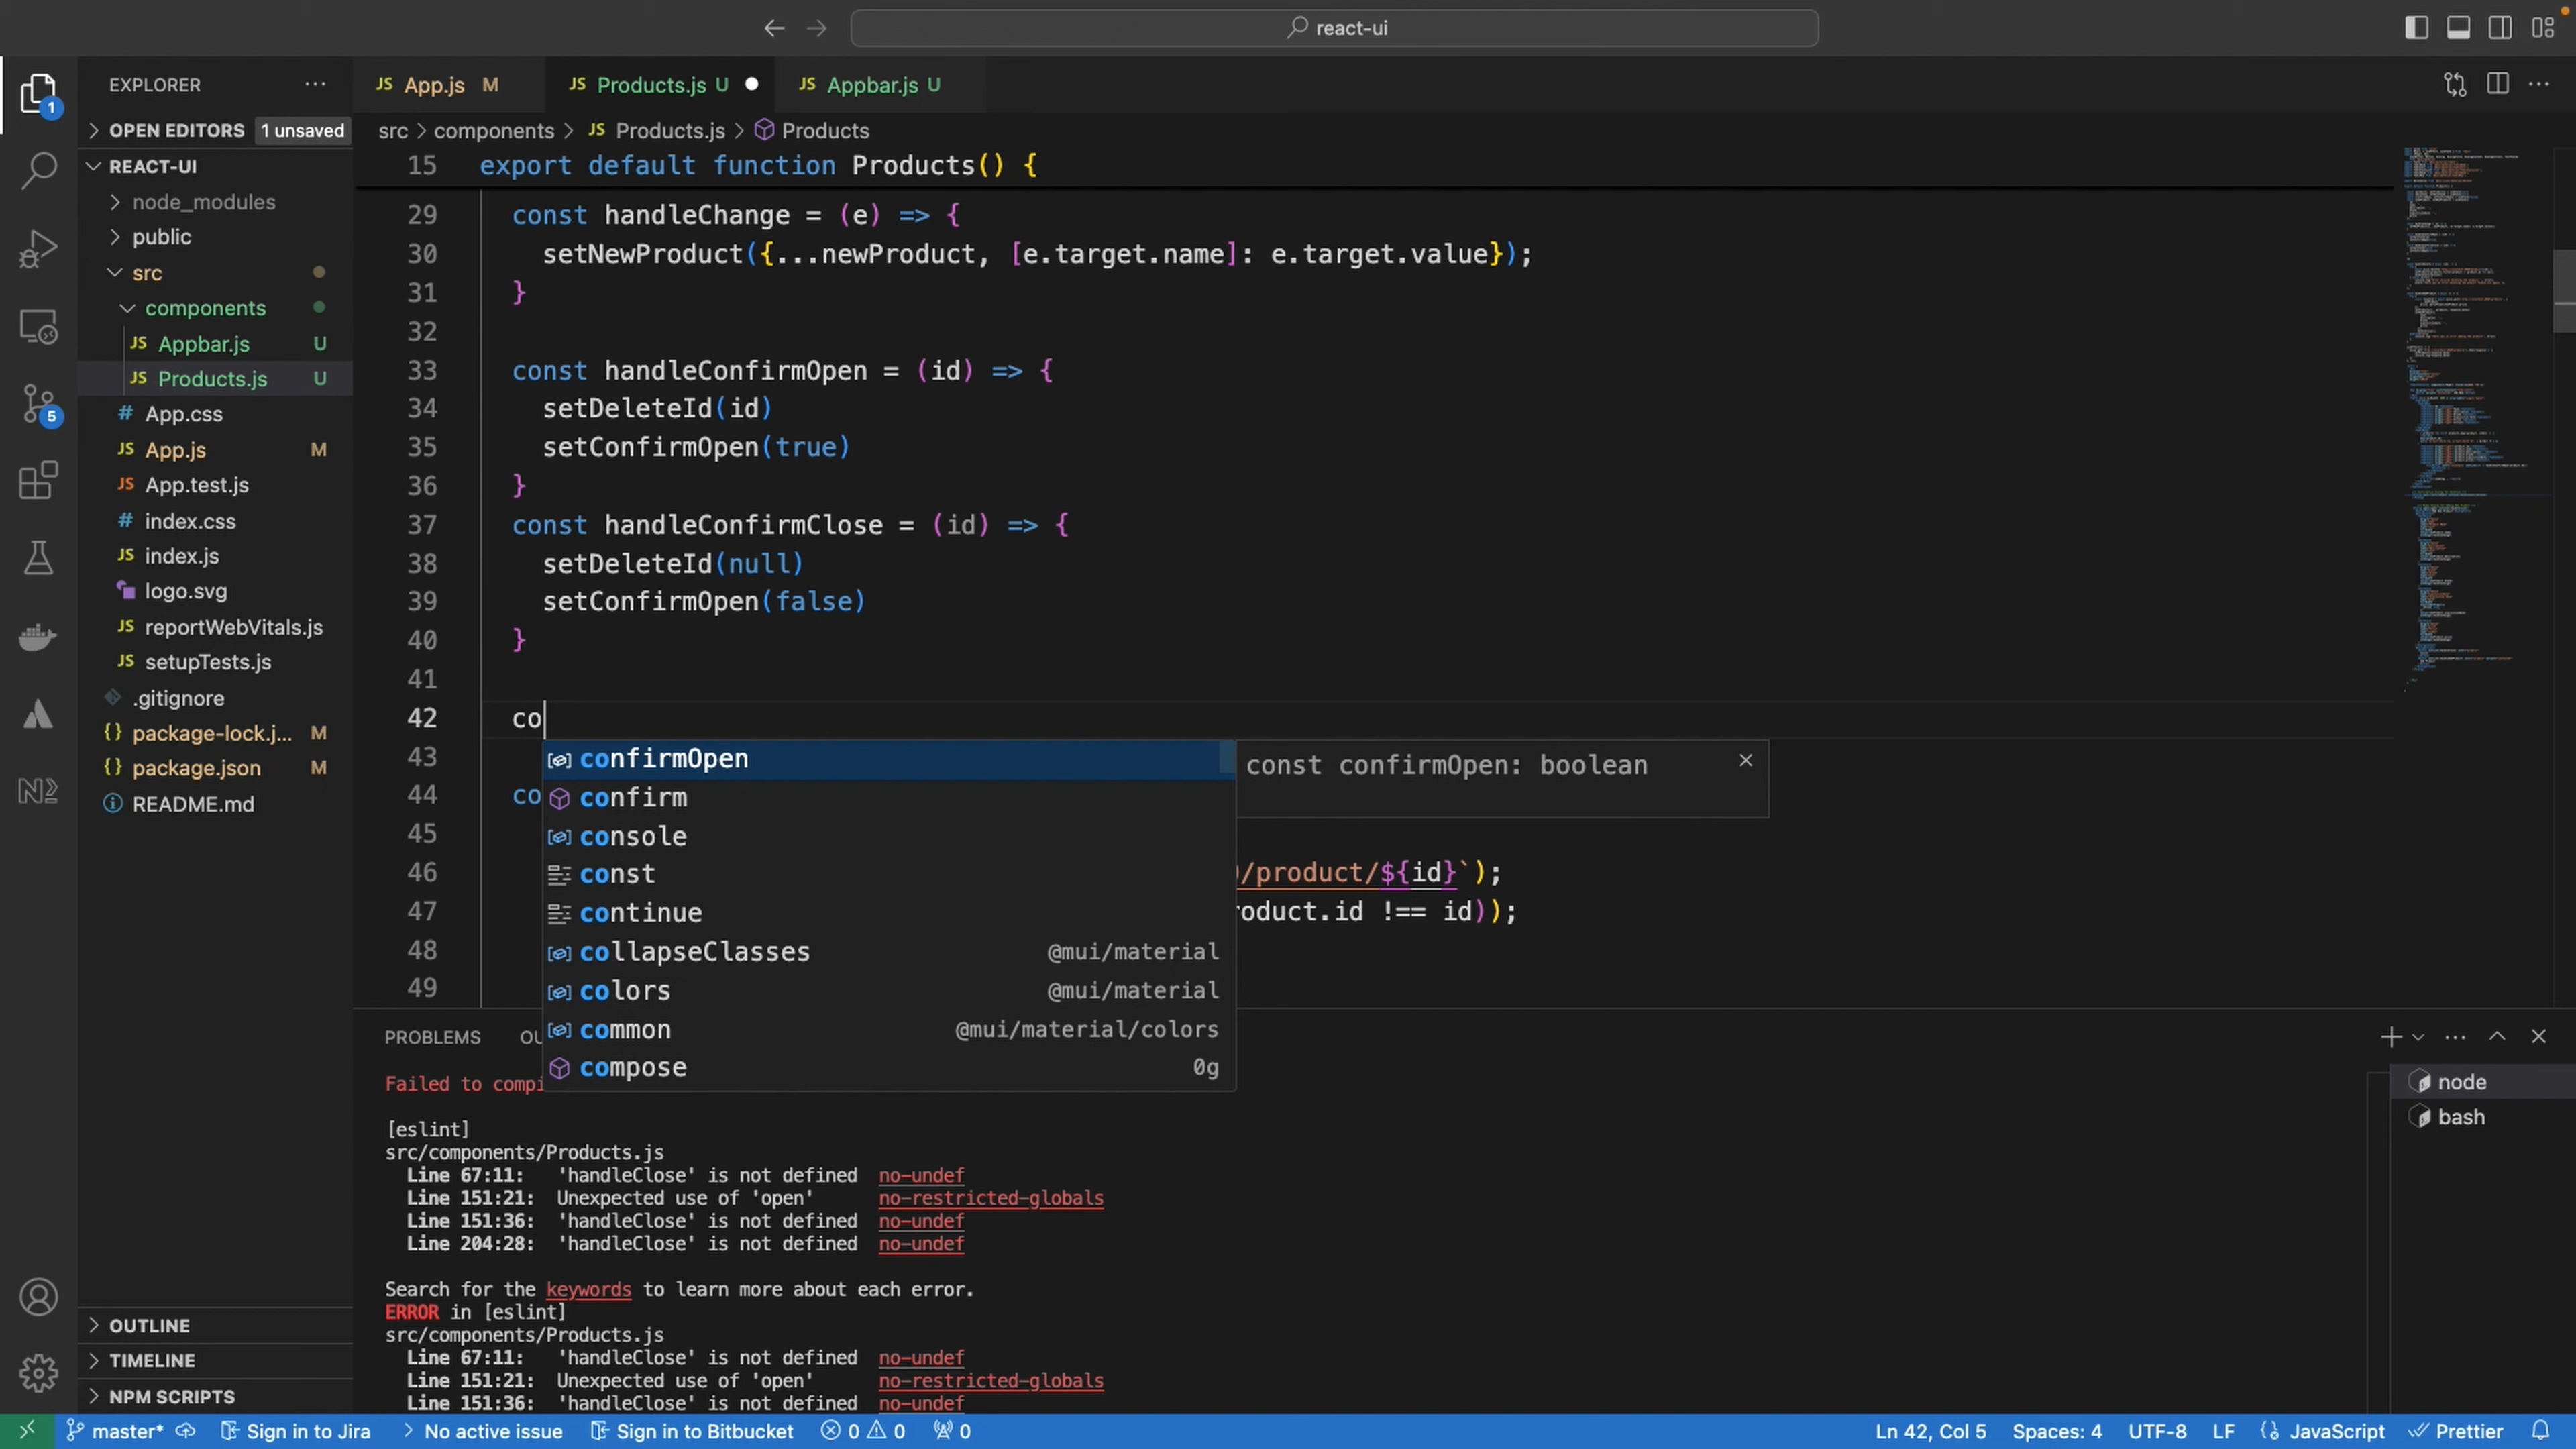 react-ui
EXPLORER
JS App.js M
JS Products.js U
JS Appbar.js U
OPEN EDITORS 1 unsaved
src > components > JS Products.js > Products
REACT-UI
node_modules
public
src
components
JS Appbar.js U
JS Products.js U
# App.css
JS App.js M
JS App.test.js
# index.css
JS index.js
logo.svg
JS reportWebVitals.js
JS setupTests.js
.gitignore
{} package-lock.j... M
{} package.json M
README.md
OUTLINE
TIMELINE
NPM SCRIPTS
1
5
15 export default function Products() {
29 const handleChange = (e) => {
30 setNewProduct({...newProduct, [e.target.name]: e.target.value});
31 }
32
33 const handleConfirmOpen = (id) => {
34 setDeleteId(id)
35 setConfirmOpen(true)
36 }
37 const handleConfirmClose = (id) => {
38 setDeleteId(null)
39 setConfirmOpen(false)
40 }
41
42 co
43
44 co
45
46 /product/${id}`);
47 roduct.id !== id));
48
49
confirmOpen
const confirmOpen: boolean
confirm
console
const
continue
collapseClasses @mui/material
colors @mui/material
common @mui/material/colors
compose 0g
PROBLEMS OU
node
bash
Failed to compi
[eslint]
src/components/Products.js
Line 67:11: 'handleClose' is not defined no-undef
Line 151:21: Unexpected use of 'open' no-restricted-globals
Line 151:36: 'handleClose' is not defined no-undef
Line 204:28: 'handleClose' is not defined no-undef
Search for the keywords to learn more about each error.
ERROR in [eslint]
src/components/Products.js
Line 67:11: 'handleClose' is not defined no-undef
Line 151:21: Unexpected use of 'open' no-restricted-globals
Line 151:36: 'handleClose' is not defined no-undef
master* Sign in to Jira > No active issue Sign in to Bitbucket 0 0 0 Ln 42, Col 5 Spaces: 4 UTF-8 LF JavaScript Prettier